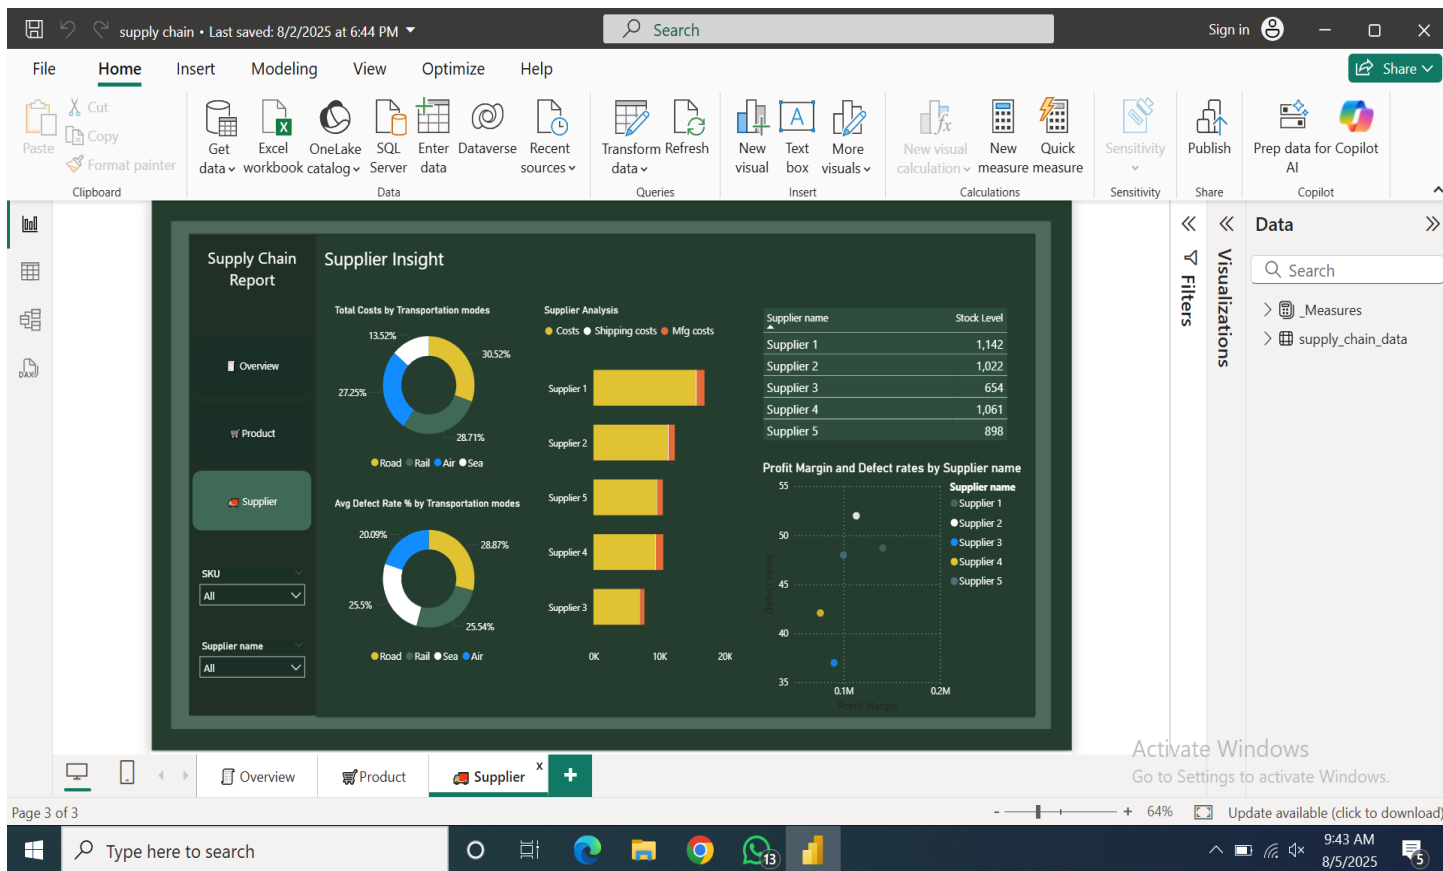 supply chain • Last saved: 8/2/2025 at 6:44 PM
Search
Sign in
File Home Insert Modeling View Optimize Help
Share
Paste
Cut
Copy
Format painter
Clipboard
Get data
Excel workbook
OneLake catalog
SQL Server
Enter data
Dataverse
Recent sources
Data
Transform data
Refresh
Queries
New visual
Text box
More visuals
Insert
New visual calculation
New measure
Quick measure
Calculations
Sensitivity
Sensitivity
Publish
Share
Prep data for AI
Copilot
Copilot
Supply Chain
Report
Overview
Product
Supplier
SKU
All
Supplier name
All
Supplier Insight
Total Costs by Transportation modes
13.52%
30.52%
27.25%
28.71%
Road Rail Air Sea
Avg Defect Rate % by Transportation modes
20.09%
28.87%
25.5%
25.54%
Road Rail Sea Air
Supplier Analysis
Costs Shipping costs Mfg costs
Supplier 1
Supplier 2
Supplier 5
Supplier 4
Supplier 3
0K 10K 20K
Supplier name Stock Level
Supplier 1 1,142
Supplier 2 1,022
Supplier 3 654
Supplier 4 1,061
Supplier 5 898
Profit Margin and Defect rates by Supplier name
55
50
45
40
35
Defect rates
0.1M 0.2M
Profit Margin
Supplier name
Supplier 1
Supplier 2
Supplier 3
Supplier 4
Supplier 5
Filters
Visualizations
Data
Search
_Measures
supply_chain_data
DAX
Activate Windows
Go to Settings to activate Windows.
Overview
Product
Supplier
x
+
Page 3 of 3
- + 64%
Update available (click to download)
Type here to search
13
9:43 AM
8/5/2025
5